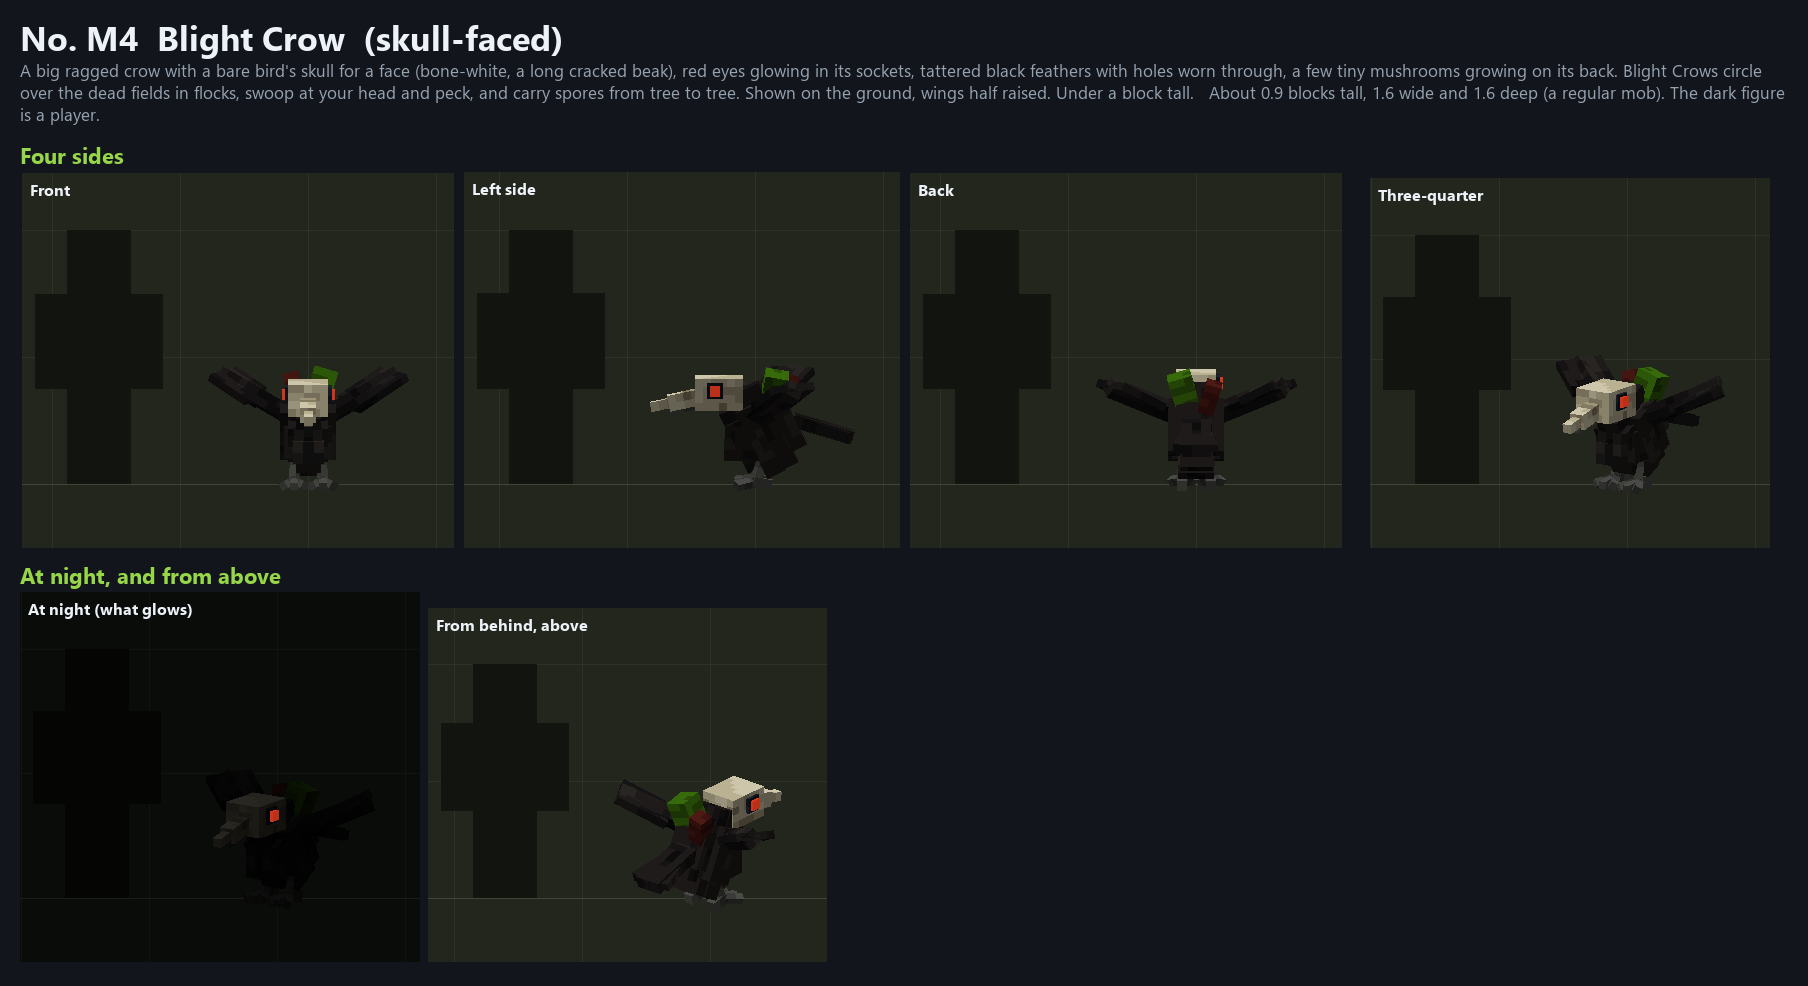 No. M4 Blight Crow (skull-faced)
A big ragged crow with a bare bird's skull for a face (bone-white, a long cracked beak), red eyes glowing in its sockets, tattered black feathers with holes worn through, a few tiny mushrooms growing on its back. Blight Crows circle
over the dead fields in flocks, swoop at your head and peck, and carry spores from tree to tree. Shown on the ground, wings half raised. Under a block tall. About 0.9 blocks tall, 1.6 wide and 1.6 deep (a regular mob). The dark figure
is a player.
Four sides
Front
Left side
Back
Three-quarter
At night, and from above
At night (what glows)
From behind, above